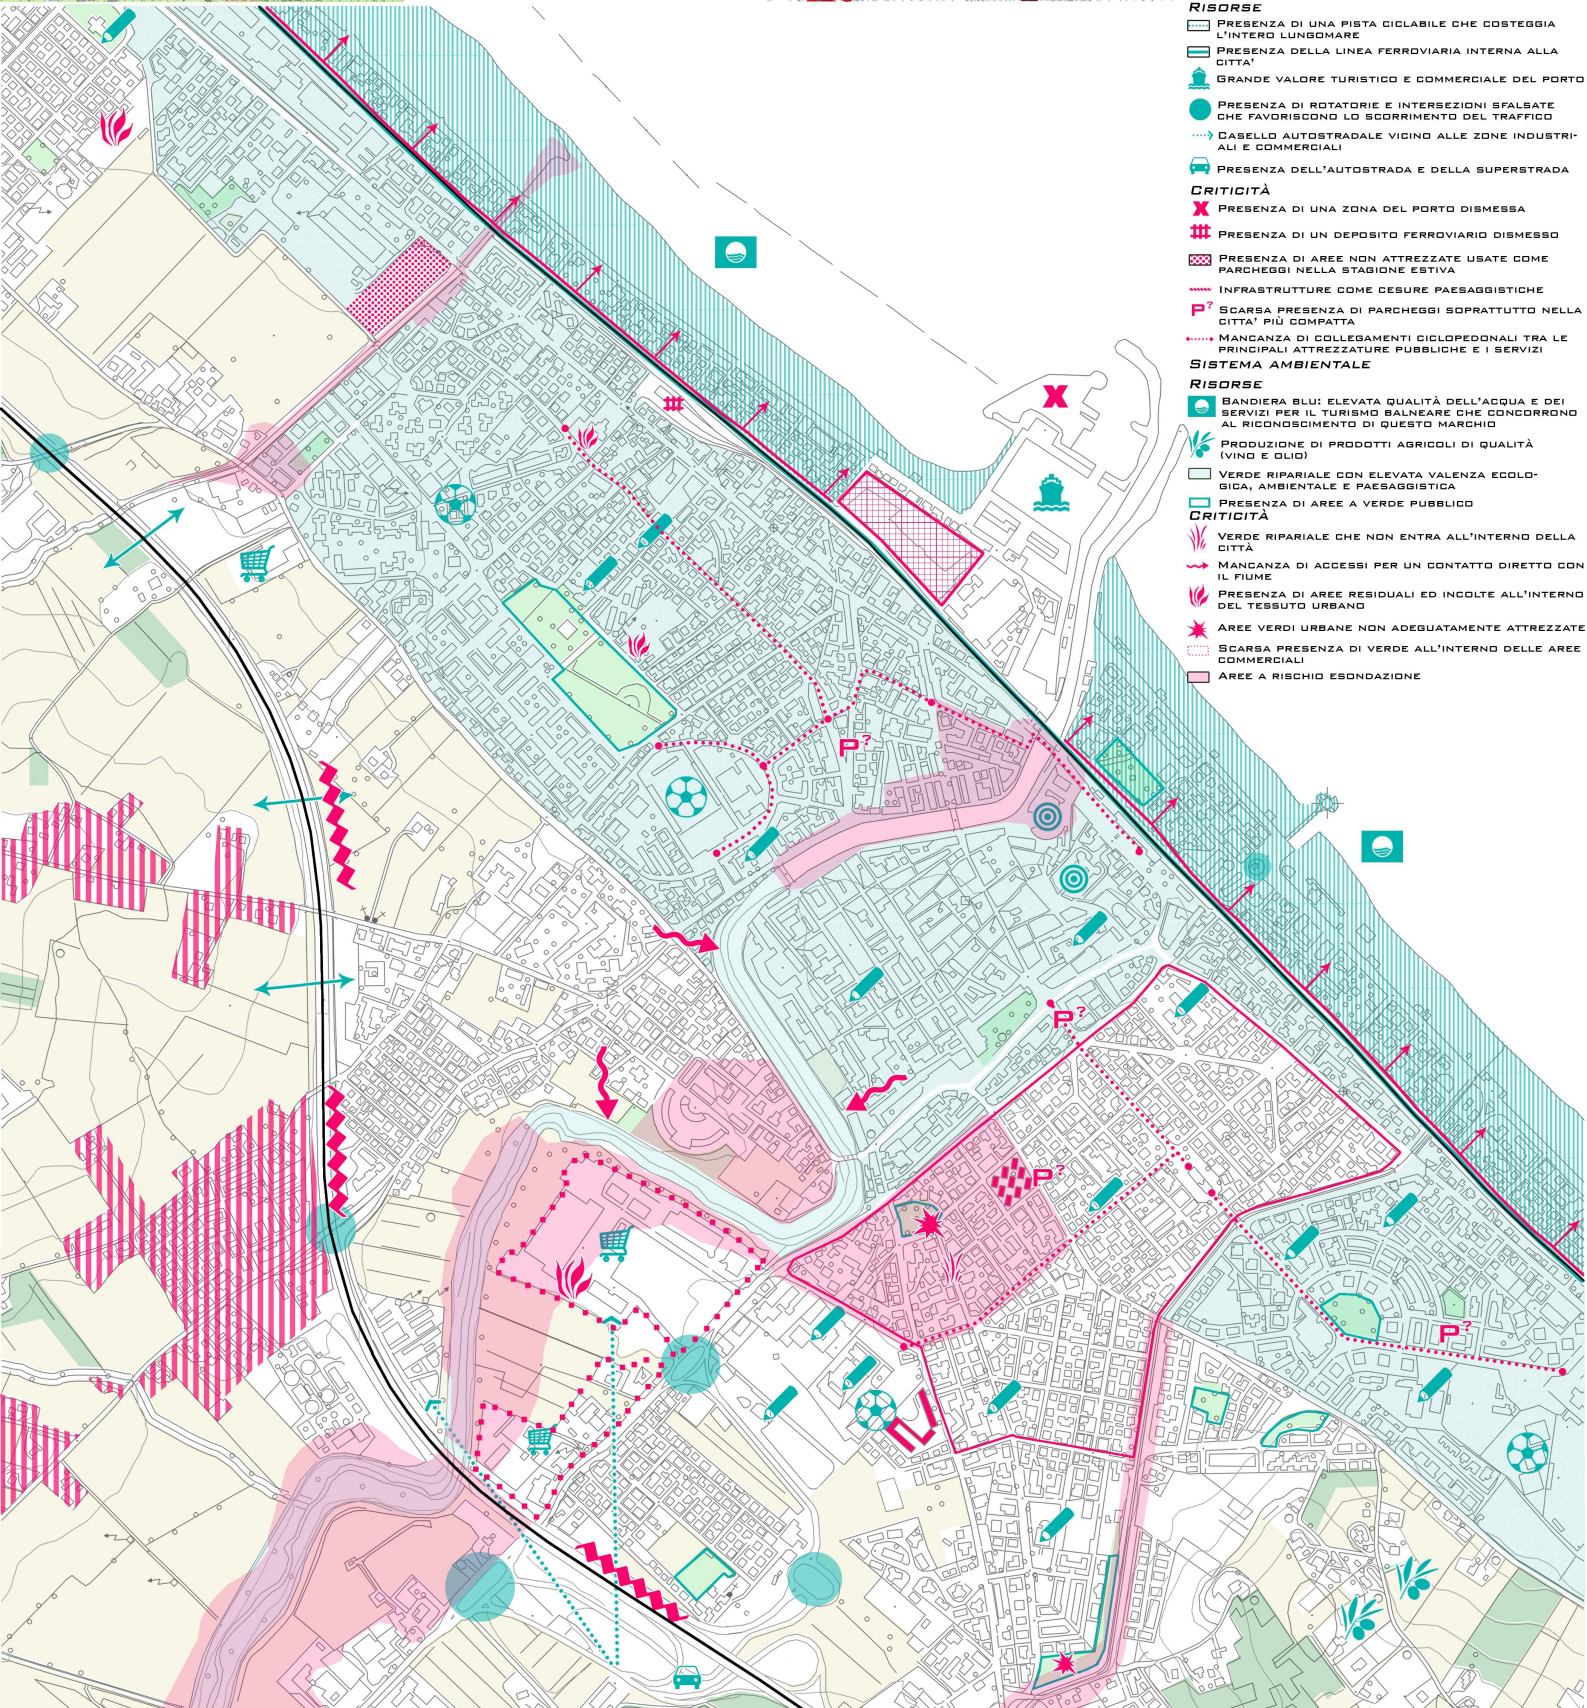 RISORSE
PRESENZA DI UNA PISTA CICLABILE CHE COSTEGGIA
L'INTERO LUNGOMARE
PRESENZA DELLA LINEA FERROVIARIA INTERNA ALLA
CITTA'
GRANDE VALORE TURISTICO E COMMERCIALE DEL PORTO
PRESENZA DI ROTATORIE E INTERSEZIONI SFALSATE
CHE FAVORISCONO LO SCORRIMENTO DEL TRAFFICO
CASELLO AUTOSTRADALE VICINO ALLE ZONE INDUSTRI-
ALI E COMMERCIALI
PRESENZA DELL'AUTOSTRADA E DELLA SUPERSTRADA
CRITICITÀ
PRESENZA DI UNA ZONA DEL PORTO DISMESSA
PRESENZA DI UN DEPOSITO FERROVIARIO DISMESSO
PRESENZA DI AREE NON ATTREZZATE USATE COME
PARCHEGGI NELLA STAGIONE ESTIVA
INFRASTRUTTURE COME CESURE PAESAGGISTICHE
P? SCARSA PRESENZA DI PARCHEGGI SOPRATTUTTO NELLA
CITTA' PIÙ COMPATTA
MANCANZA DI COLLEGAMENTI CICLOPEDONALI TRA LE
PRINCIPALI ATTREZZATURE PUBBLICHE E I SERVIZI
SISTEMA AMBIENTALE
RISORSE
BANDIERA BLU: ELEVATA QUALITÀ DELL'ACQUA E DEI
SERVIZI PER IL TURISMO BALNEARE CHE CONCORRONO
AL RICONOSCIMENTO DI QUESTO MARCHIO
PRODUZIONE DI PRODOTTI AGRICOLI DI QUALITÀ
(VINO E OLIO)
VERDE RIPARIALE CON ELEVATA VALENZA ECOLO-
GICA, AMBIENTALE E PAESAGGISTICA
PRESENZA DI AREE A VERDE PUBBLICO
CRITICITÀ
VERDE RIPARIALE CHE NON ENTRA ALL'INTERNO DELLA
CITTÀ
MANCANZA DI ACCESSI PER UN CONTATTO DIRETTO CON
IL FIUME
PRESENZA DI AREE RESIDUALI ED INCOLTE ALL'INTERNO
DEL TESSUTO URBANO
AREE VERDI URBANE NON ADEGUATAMENTE ATTREZZATE
SCARSA PRESENZA DI VERDE ALL'INTERNO DELLE AREE
COMMERCIALI
AREE A RISCHIO ESONDAZIONE
P?
P?
P?
P?